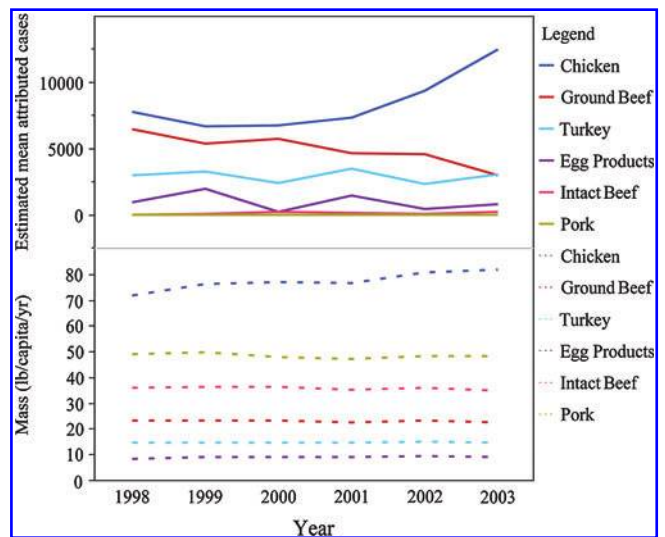 Estimated mean attributed cases
10000
5000
0
Mass (lb/capita/yr)
80
70
60
50
40
30
20
10
0
1998 1999 2000 2001 2002 2003
Year
Legend
Chicken
Ground Beef
Turkey
Egg Products
Intact Beef
Pork
Chicken
Ground Beef
Turkey
Egg Products
Intact Beef
Pork